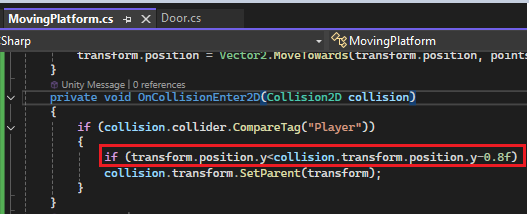 MovingPlatform.cs Door.cs
Sharp MovingPlatform
transform.position = Vector2.MoveTowards(transform.position, points
}
Unity Message | 0 references
private void OnCollisionEnter2D(Collision2D collision)
{
if (collision.collider.CompareTag("Player"))
{
if (transform.position.y<collision.transform.position.y-0.8f)
collision.transform.SetParent(transform);
}
}